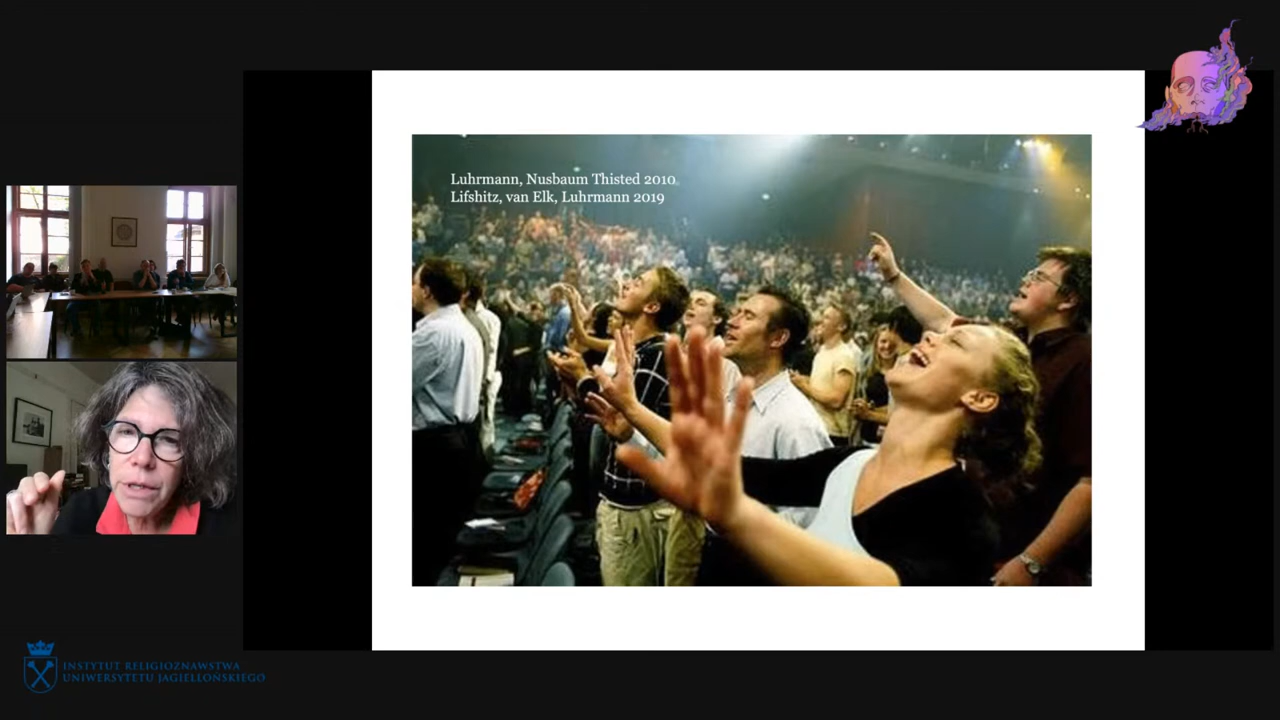 Luhrmann, Nusbaum Thisted 2010
Lifshitz, van Elk, Luhrmann 2019
INSTYTUT RELIGIOZNAWSTWA
UNIWERSYTETU JAGIELLOŃSKIEGO